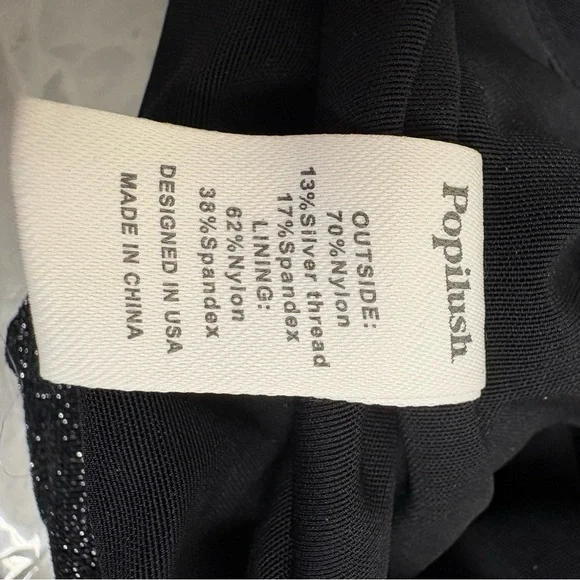 Popilush
OUTSIDE:
70%Nylon
13%Silver thread
17%Spandex
LINING:
62%Nylon
38%Spandex
DESIGNED IN USA
MADE IN CHINA